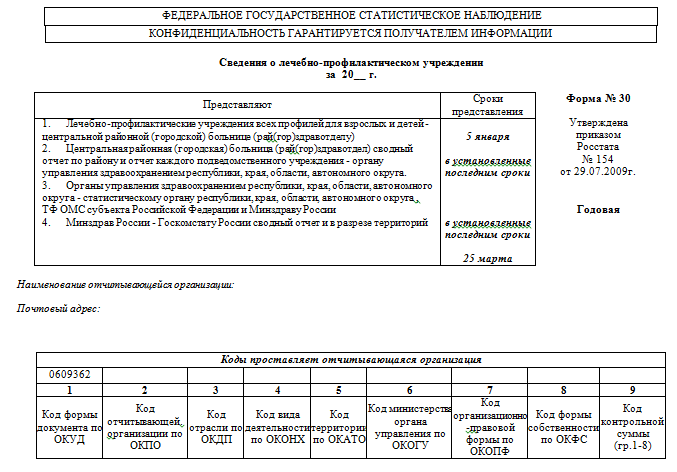 ФЕДЕРАЛЬНОЕ ГОСУДАРСТВЕННОЕ СТАТИСТИЧЕСКОЕ НАБЛЮДЕНИЕ
КОНФИДЕНЦИАЛЬНОСТЬ ГАРАНТИРУЕТСЯ ПОЛУЧАТЕЛЕМ ИНФОРМАЦИИ
Сведения о лечебно-профилактическом учреждении
за 20__ г.
Представляют
Сроки
представления
1. Лечебно-профилактические учреждения всех профилей для взрослых и детей -
центральной районной (городской) больнице (рай(гор)здравотделу)
5 января
2. Центральная районная (городская) больница (рай(гор)здравотдел) сводный
отчет по району и отчет каждого подведомственного учреждения - органу
управления здравоохранением республики, края, области, автономного округа.
в установленные
последним сроки
3. Органы управления здравоохранением республики, края, области, автономного
округа - статистическому органу республики, края, области, автономного округа,
ТФ ОМС субъекта Российской Федерации и Минздраву России
4. Минздрав России - Госкомстату России сводный отчет и в разрезе территорий
в установленные
последним сроки
25 марта
Форма № 30
Утверждена
приказом
Росстата
№ 154
от 29.07.2009г.
Годовая
Наименование отчитывающейся организации:
Почтовый адрес:
Коды проставляет отчитывающаяся организация
0609362
1 2 3 4 5 6 7 8 9
Код формы
документа по
ОКУД
Код
отчитывающей,
организации по
ОКПО
Код
отрасли по
ОКДП
Код вида
деятельности
по ОКОНХ
Код
территории
по ОКАТО
Код министерства
органа
управления по
ОКОГУ
Код
организационно
правовой
формы по
ОКОПФ
Код формы
собственности
по ОКФС
Код
контрольной
суммы
(гр.1-8)